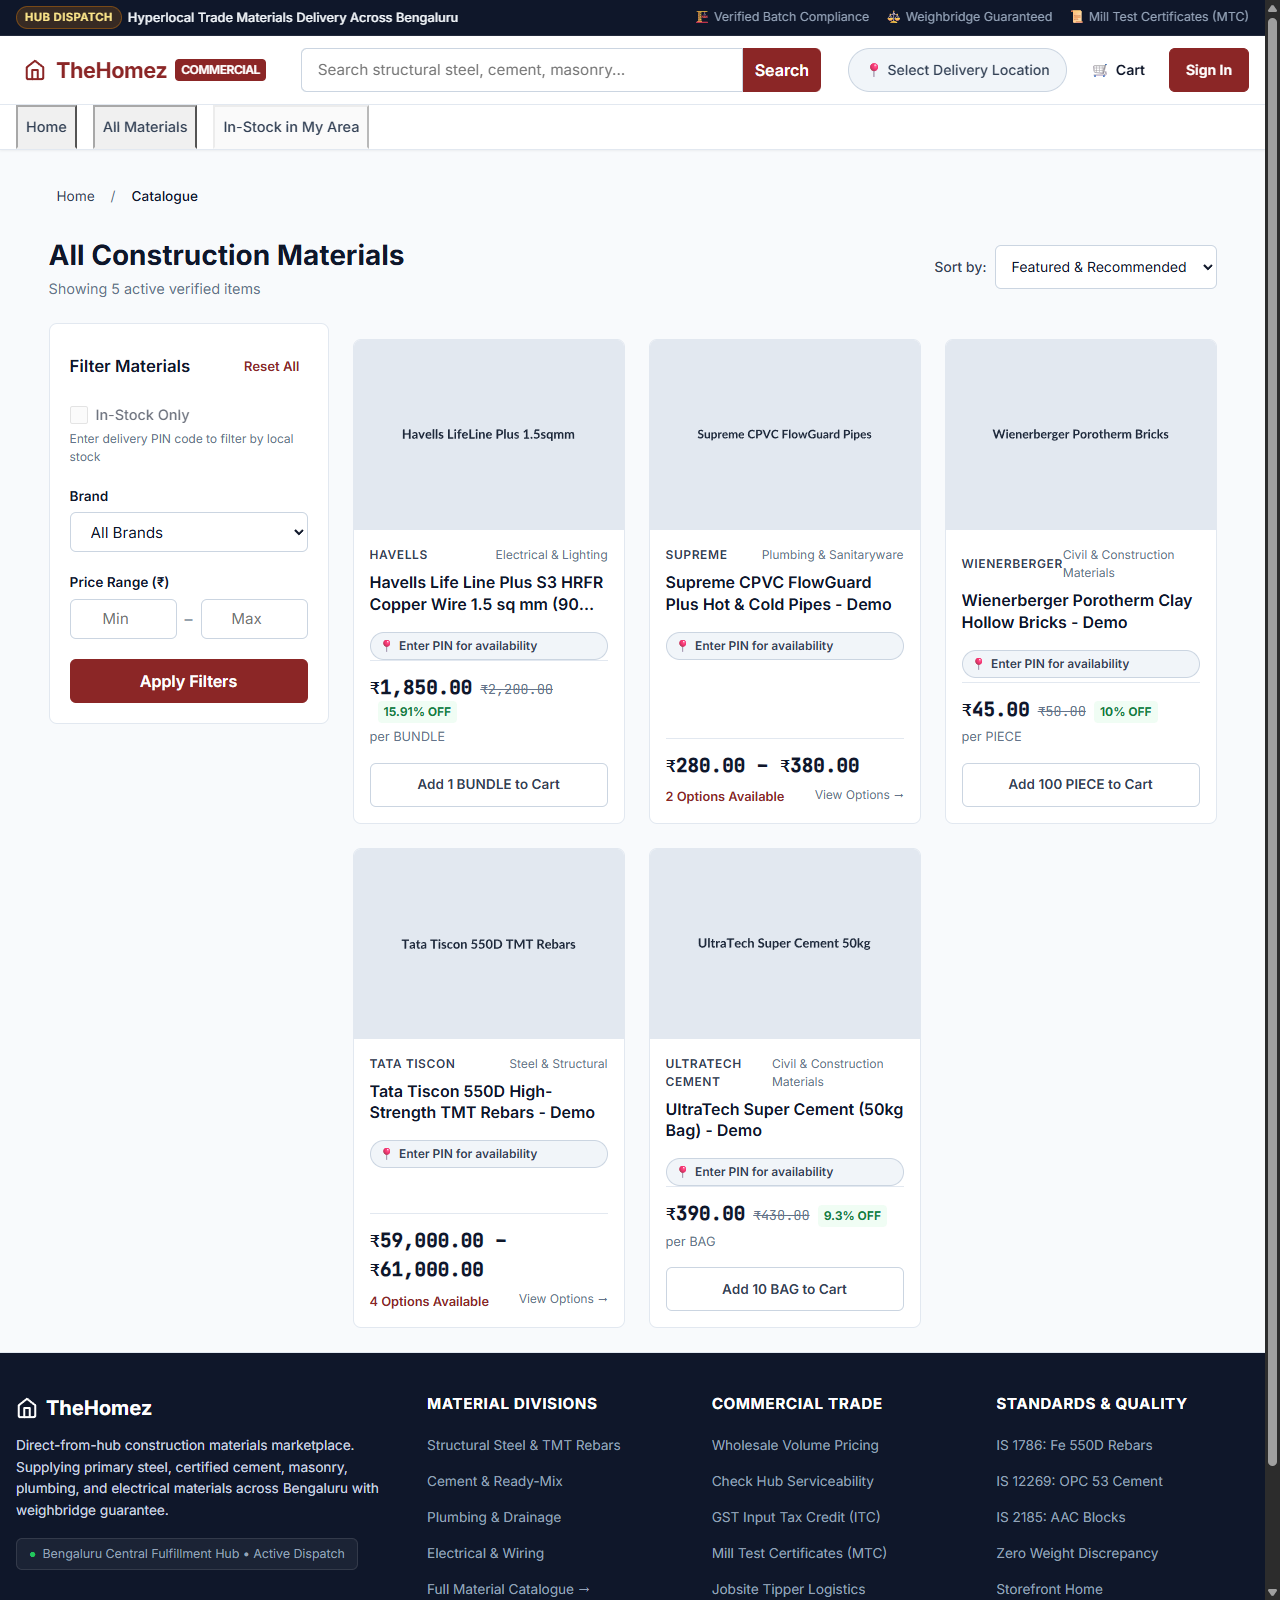 HUB DISPATCH Hyperlocal Trade Materials Delivery Across Bengaluru
Verified Batch Compliance Weighbridge Guaranteed Mill Test Certificates (MTC)
TheHomez COMMERCIAL
Search structural steel, cement, masonry...
Search
Select Delivery Location
Cart
Sign In
Home
All Materials
In-Stock in My Area
Home / Catalogue
All Construction Materials
Showing 5 active verified items
Sort by: Featured & Recommended
Filter Materials
Reset All
In-Stock Only
Enter delivery PIN code to filter by local
stock
Brand
All Brands
Price Range (₹)
Min – Max
Apply Filters
Havells LifeLine Plus 1.5sqmm
HAVELLS Electrical & Lighting
Havells Life Line Plus S3 HRFR
Copper Wire 1.5 sq mm (90...
Enter PIN for availability
₹1,850.00 ₹2,200.00
15.91% OFF
per BUNDLE
Add 1 BUNDLE to Cart
Supreme CPVC FlowGuard Pipes
SUPREME Plumbing & Sanitaryware
Supreme CPVC FlowGuard
Plus Hot & Cold Pipes - Demo
Enter PIN for availability
₹280.00 – ₹380.00
2 Options Available View Options →
Wienerberger Porotherm Bricks
WIENERBERGER Civil & Construction
Materials
Wienerberger Porotherm Clay
Hollow Bricks - Demo
Enter PIN for availability
₹45.00 ₹50.00 10% OFF
per PIECE
Add 100 PIECE to Cart
Tata Tiscon 550D TMT Rebars
TATA TISCON Steel & Structural
Tata Tiscon 550D High-
Strength TMT Rebars - Demo
Enter PIN for availability
₹59,000.00 –
₹61,000.00
4 Options Available View Options →
UltraTech Super Cement 50kg
ULTRATECH
CEMENT
Civil & Construction
Materials
UltraTech Super Cement (50kg
Bag) - Demo
Enter PIN for availability
₹390.00 ₹430.00 9.3% OFF
per BAG
Add 10 BAG to Cart
TheHomez
Direct-from-hub construction materials marketplace.
Supplying primary steel, certified cement, masonry,
plumbing, and electrical materials across Bengaluru with
weighbridge guarantee.
● Bengaluru Central Fulfillment Hub • Active Dispatch
MATERIAL DIVISIONS
Structural Steel & TMT Rebars
Cement & Ready-Mix
Plumbing & Drainage
Electrical & Wiring
Full Material Catalogue →
COMMERCIAL TRADE
Wholesale Volume Pricing
Check Hub Serviceability
GST Input Tax Credit (ITC)
Mill Test Certificates (MTC)
Jobsite Tipper Logistics
STANDARDS & QUALITY
IS 1786: Fe 550D Rebars
IS 12269: OPC 53 Cement
IS 2185: AAC Blocks
Zero Weight Discrepancy
Storefront Home